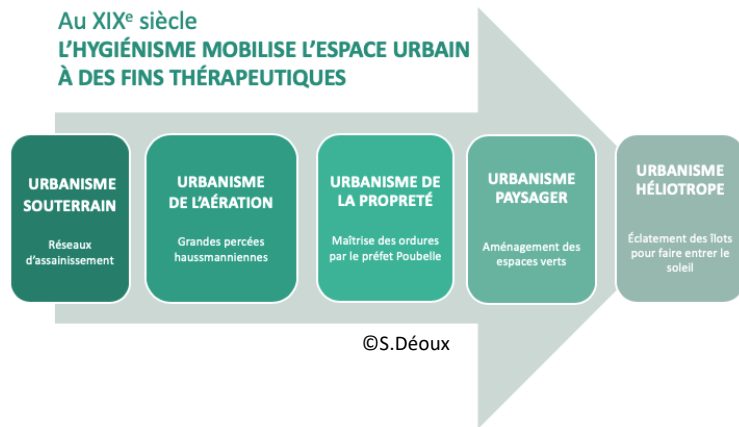 Au XIXᵉ siècle
L'HYGIÉNISME MOBILISE L'ESPACE URBAIN
À DES FINS THÉRAPEUTIQUES
URBANISME
SOUTERRAIN
Réseaux
d'assainissement
URBANISME
DE L'AÉRATION
Grandes percées
haussmanniennes
URBANISME DE
LA PROPRETÉ
Maîtrise des ordures
par le préfet Poubelle
URBANISME
PAYSAGER
Aménagement des
espaces verts
URBANISME
HÉLIOTROPE
Éclatement des îlots
pour faire entrer le
soleil
©S.Déoux